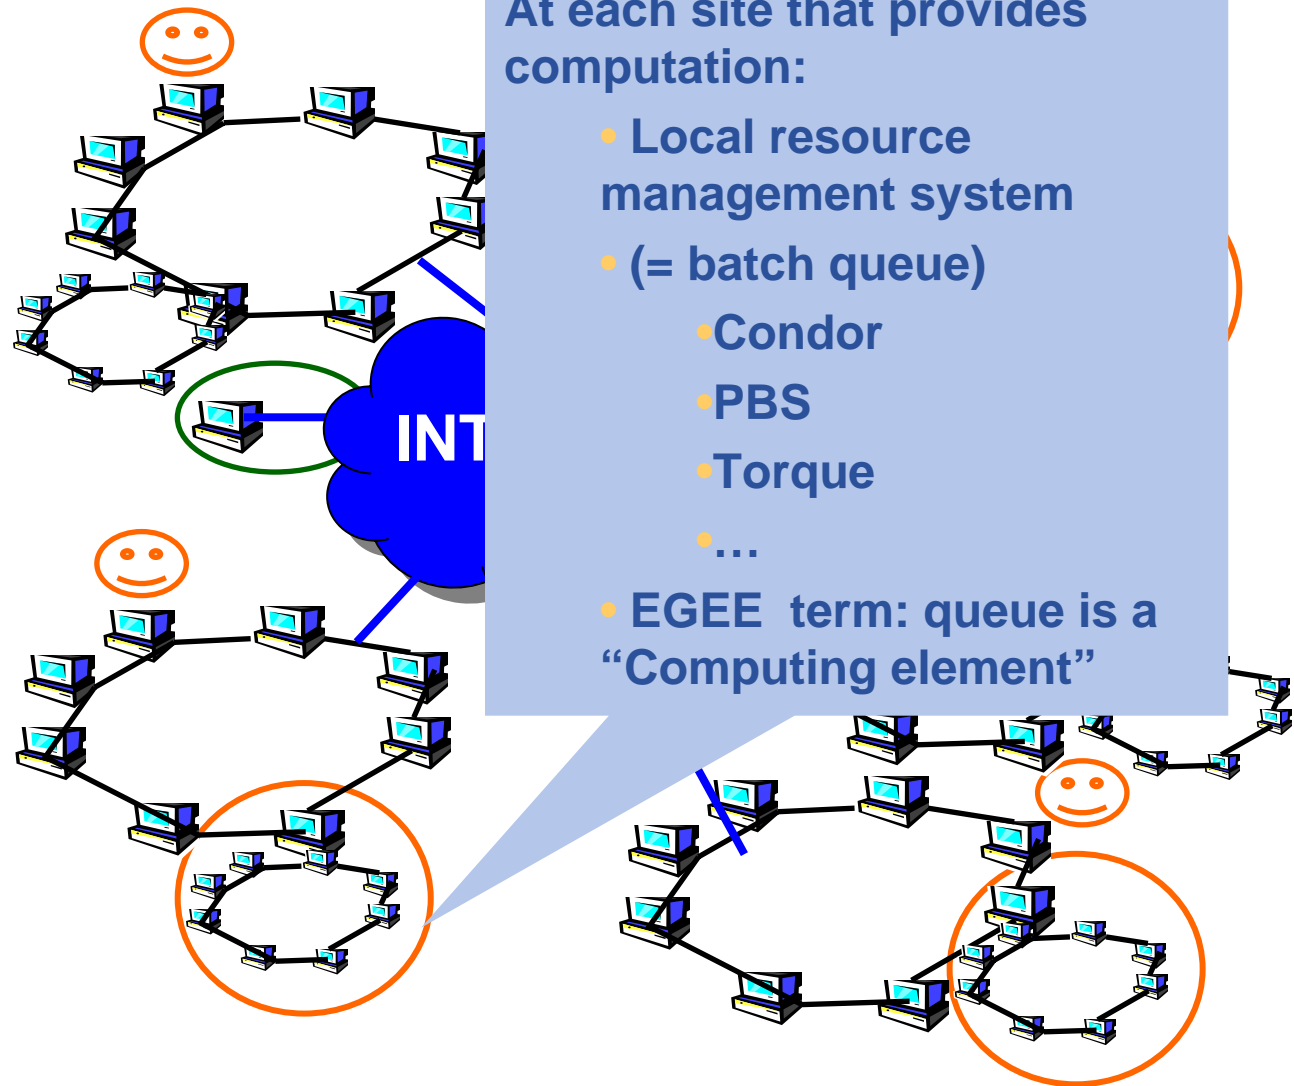 At each site that provides
computation:
• Local resource
management system
• (= batch queue)
•Condor
•PBS
•Torque
•…
• EGEE term: queue is a
“Computing element”
INT